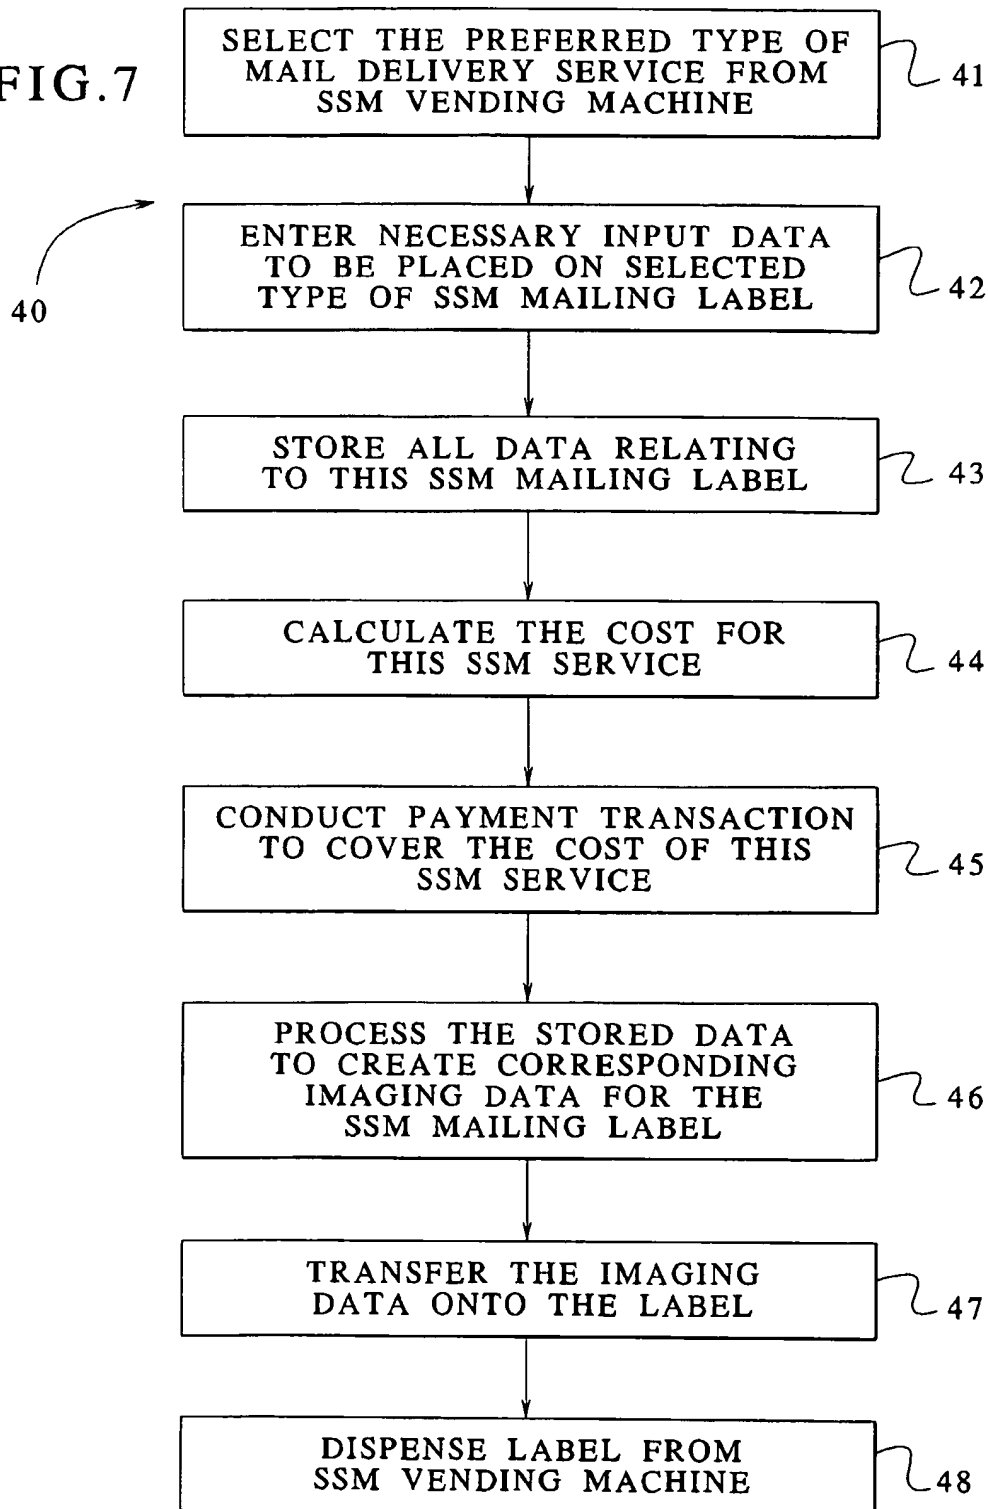 FIG.7
SELECT THE PREFERRED TYPE OF
MAIL DELIVERY SERVICE FROM
SSM VENDING MACHINE
41
40
ENTER NECESSARY INPUT DATA
TO BE PLACED ON SELECTED
TYPE OF SSM MAILING LABEL
42
STORE ALL DATA RELATING
TO THIS SSM MAILING LABEL
43
CALCULATE THE COST FOR
THIS SSM SERVICE
44
CONDUCT PAYMENT TRANSACTION
TO COVER THE COST OF THIS
SSM SERVICE
45
PROCESS THE STORED DATA
TO CREATE CORRESPONDING
IMAGING DATA FOR THE
SSM MAILING LABEL
46
TRANSFER THE IMAGING
DATA ONTO THE LABEL
47
DISPENSE LABEL FROM
SSM VENDING MACHINE
48